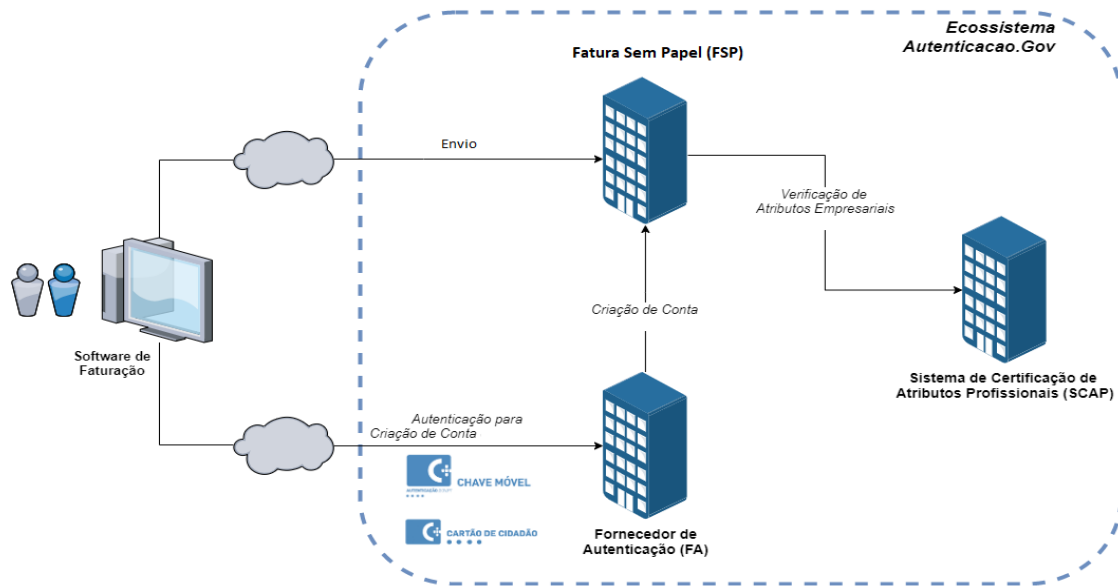 Ecossistema
Autenticacao.Gov
Fatura Sem Papel (FSP)
Envio
Verificação de
Atributos Empresariais
Software de
Faturação
Criação de Conta
Sistema de Certificação de
Atributos Profissionais (SCAP)
Autenticação para
Criação de Conta
CHAVE MÓVEL
CARTÃO DE CIDADÃO
Fornecedor de
Autenticação (FA)